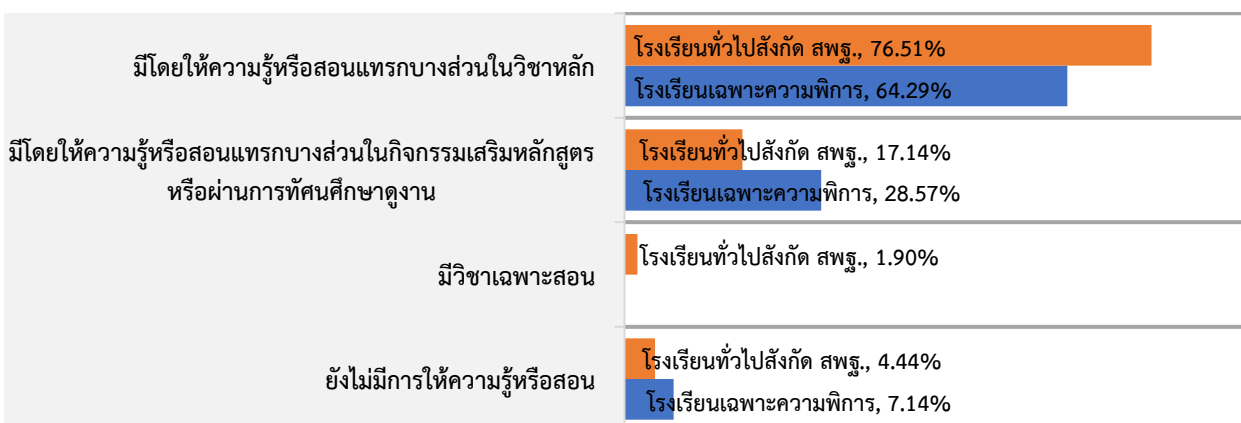 มีโดยให้ความรู้หรือสอนแทรกบางส่วนในวิชาหลัก
โรงเรียนทั่วไปสังกัด สพฐ., 76.51%
โรงเรียนเฉพาะความพิการ, 64.29%
มีโดยให้ความรู้หรือสอนแทรกบางส่วนในกิจกรรมเสริมหลักสูตร
หรือผ่านการทัศนศึกษาดูงาน
โรงเรียนทั่วไปสังกัด สพฐ., 17.14%
โรงเรียนเฉพาะความพิการ, 28.57%
มีวิชาเฉพาะสอน
โรงเรียนทั่วไปสังกัด สพฐ., 1.90%
ยังไม่มีการให้ความรู้หรือสอน
โรงเรียนทั่วไปสังกัด สพฐ., 4.44%
โรงเรียนเฉพาะความพิการ, 7.14%